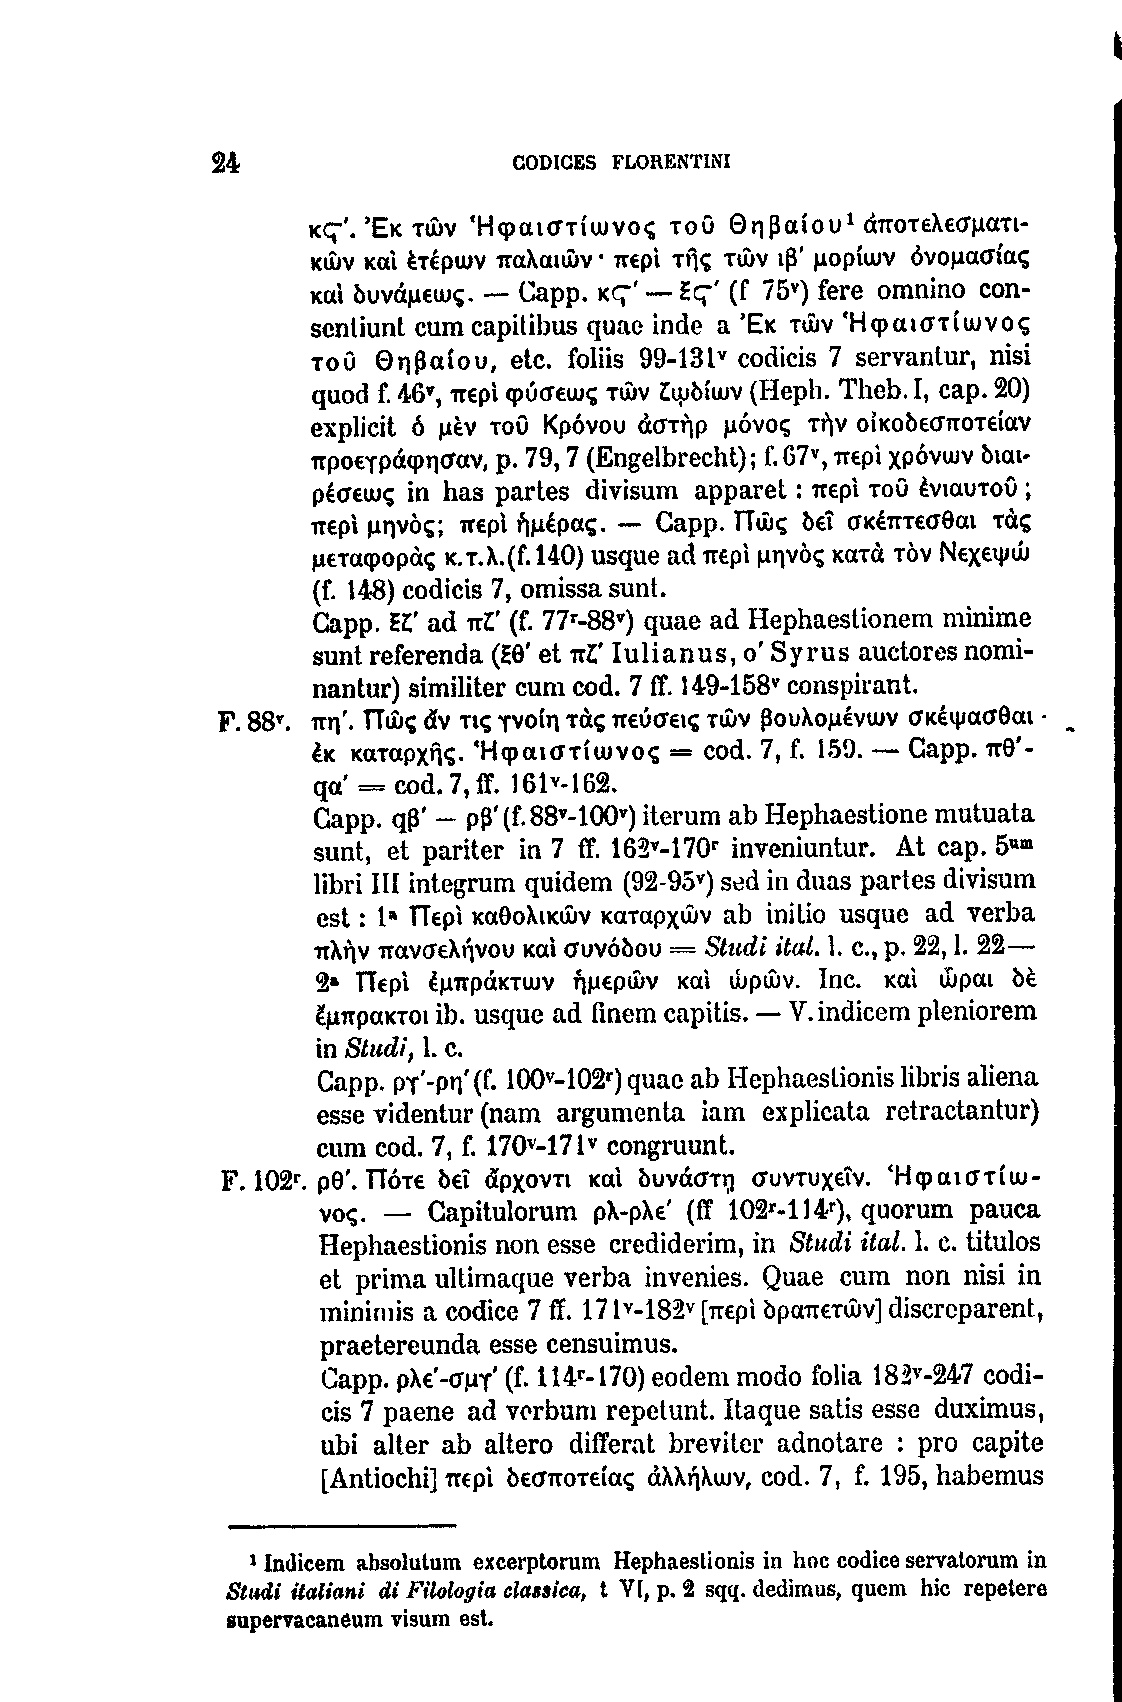 24 CODICES FLORENTINI
κϛ′. Ἐκ τῶν Ἡφαιστίωνος τοῦ Θηβαίου¹ ἀποτελεσματι-
κῶν καὶ ἑτέρων παλαιῶν· περὶ τῆς τῶν ιβ′ μορίων ὀνομασίας
καὶ δυνάμεως. — Capp. κϛ′ — ξϛ′ (f 75ᵛ) fere omnino con-
sentiunt cum capitibus quae inde a Ἐκ τῶν Ἡφαιστίωνος
τοῦ Θηβαίου, etc. foliis 99-131ᵛ codicis 7 servantur, nisi
quod f. 46ᵛ, περὶ φύσεως τῶν ζῳδίων (Heph. Theb. I, cap. 20)
explicit ὁ μὲν τοῦ Κρόνου ἀστὴρ μόνος τὴν οἰκοδεσποτείαν
προεγράφησαν, p. 79, 7 (Engelbrecht); f. 67ᵛ, περὶ χρόνων διαι-
ρέσεως in has partes divisum apparet : περὶ τοῦ ἐνιαυτοῦ ;
περὶ μηνὸς; περὶ ἡμέρας. — Capp. Πῶς δεῖ σκέπτεσθαι τὰς
μεταφορὰς κ.τ.λ. (f. 140) usque ad περὶ μηνὸς κατὰ τὸν Νεχεψώ
(f. 148) codicis 7, omissa sunt.
Capp. ξζ′ ad πζ′ (f. 77ʳ-88ᵛ) quae ad Hephaestionem minime
sunt referenda (ξθ′ et πζ′ Iulianus, ο′ Syrus auctores nomi-
nantur) similiter cum cod. 7 ff. 149-158ᵛ conspirant.
F. 88ᵛ. πη′. Πῶς ἄν τις γνοίη τὰς πεύσεις τῶν βουλομένων σκέψασθαι ·
ἐκ καταρχῆς. Ἡφαιστίωνος = cod. 7, f. 159. — Capp. πθ′-
qα′ = cod. 7, ff. 161ᵛ-162.
Capp. qβ′ — ρβ′ (f. 88ᵛ-100ᵛ) iterum ab Hephaestione mutuata
sunt, et pariter in 7 ff. 162ᵛ-170ʳ inveniuntur. At cap. 5ᵘᵐ
libri III integrum quidem (92-95ᵛ) sed in duas partes divisum
est : 1ᵃ Περὶ καθολικῶν καταρχῶν ab initio usque ad verba
πλὴν πανσελήνου καὶ συνόδου = Studi ital. l. c., p. 22, l. 22—
2ᵃ Περὶ ἐμπράκτων ἡμερῶν καὶ ὡρῶν. Inc. καὶ ὧραι δὲ
ἔμπρακτοι ib. usque ad finem capitis. — V. indicem pleniorem
in Studi, l. c.
Capp. ργ′-ρη′ (f. 100ᵛ-102ʳ) quae ab Hephaestionis libris aliena
esse videntur (nam argumenta iam explicata retractantur)
cum cod. 7, f. 170ᵛ-171ᵛ congruunt.
F. 102ʳ. ρθ′. Πότε δεῖ ἄρχοντι καὶ δυνάστῃ συντυχεῖν. Ἡφαιστίω-
νος. — Capitulorum ρλ-ρλε′ (ff 102ʳ-114ʳ), quorum pauca
Hephaestionis non esse crediderim, in Studi ital. l. c. titulos
et prima ultimaque verba invenies. Quae cum non nisi in
minimis a codice 7 ff. 171ᵛ-182ᵛ [περὶ δραπετῶν] discreparent,
praetereunda esse censuimus.
Capp. ρλε′-σμγ′ (f. 114ʳ-170) eodem modo folia 182ᵛ-247 codi-
cis 7 paene ad verbum repetunt. Itaque satis esse duximus,
ubi alter ab altero differat breviter adnotare : pro capite
[Antiochi] περὶ δεσποτείας ἀλλήλων, cod. 7, f. 195, habemus
¹ Indicem absolutum excerptorum Hephaestionis in hoc codice servatorum in
Studi italiani di Filologia classica, t VI, p. 2 sqq. dedimus, quem hic repetere
supervacaneum visum est.